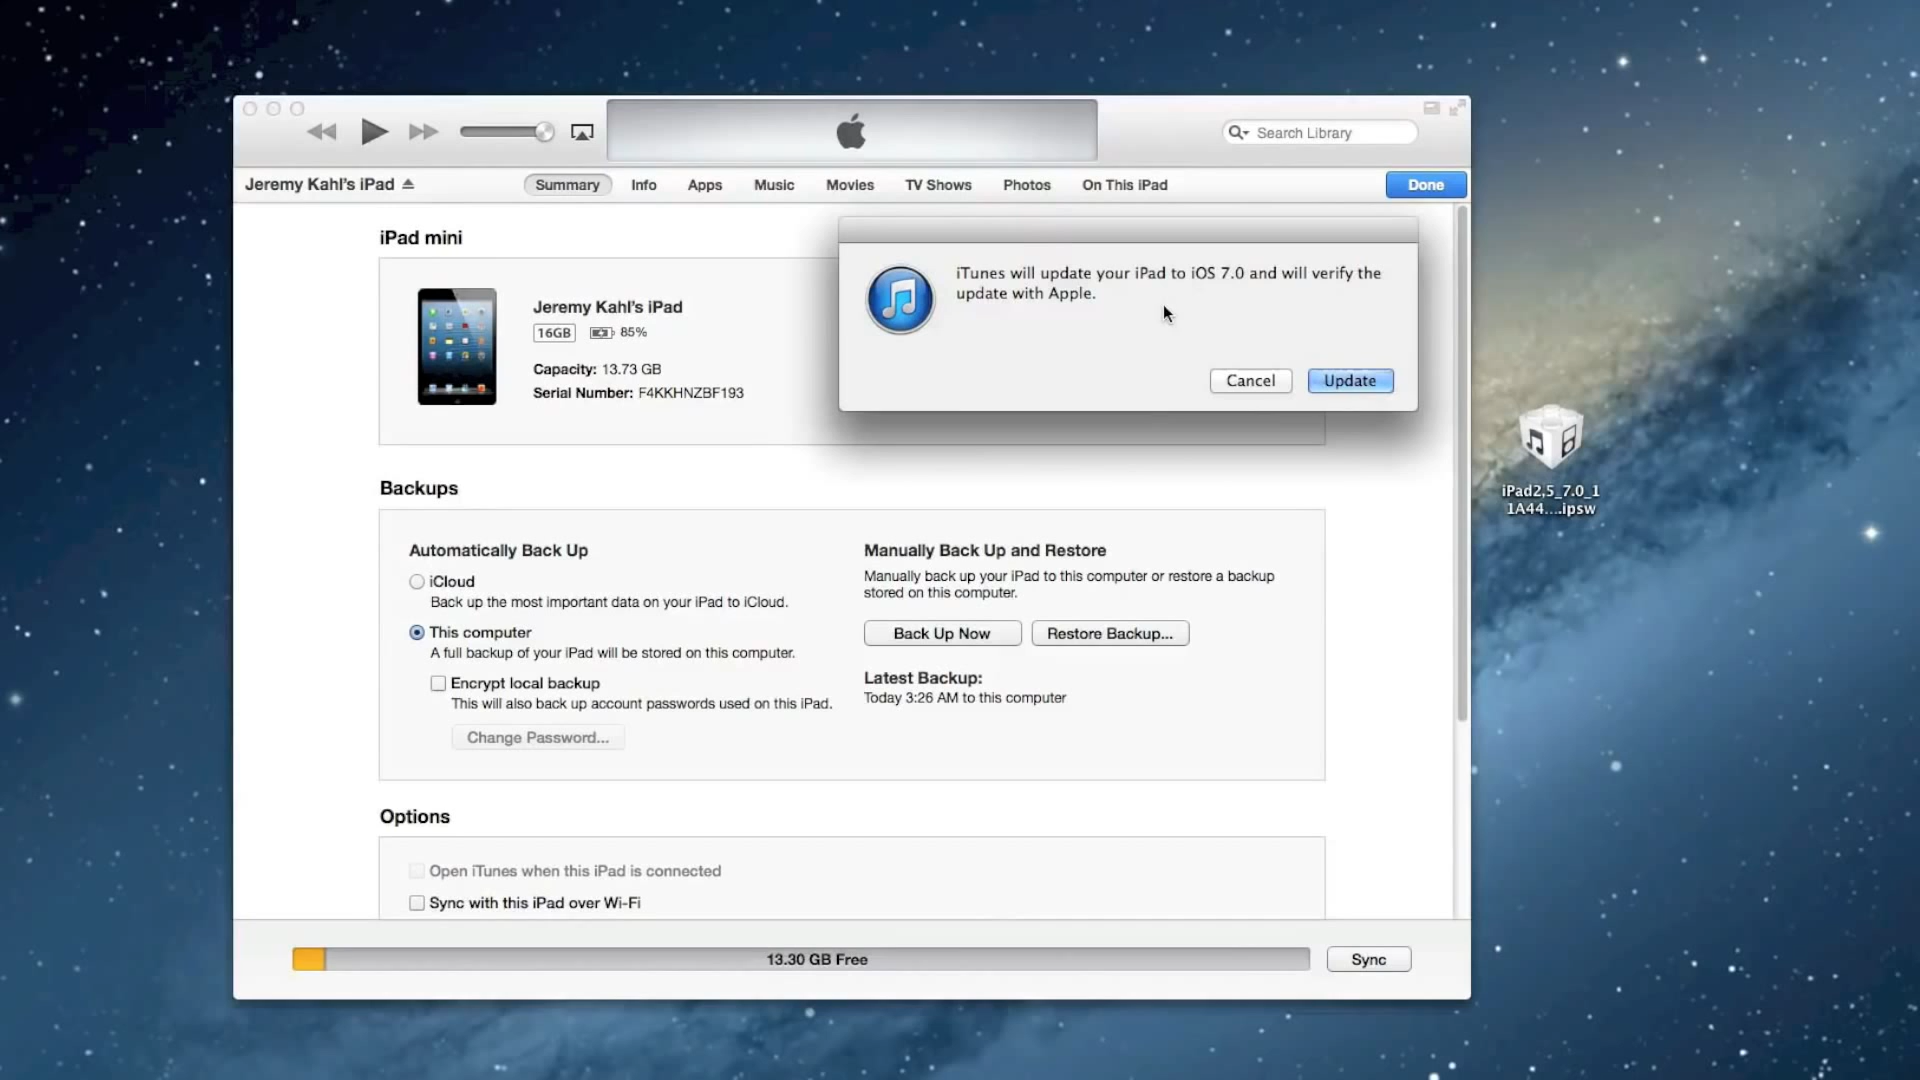 Search Library
Jeremy Kahl's iPad
Summary
Info
Apps
Music
Movies
TV Shows
Photos
On This iPad
Done
iPad mini
Jeremy Kahl's iPad
16GB
85%
Capacity: 13.73 GB
Serial Number: F4KKHNZBF193
iTunes will update your iPad to iOS 7.0 and will verify the
update with Apple.
Cancel
Update
iPad2,5_7.0_1
1A44....ipsw
Backups
Automatically Back Up
iCloud
Back up the most important data on your iPad to iCloud.
This computer
A full backup of your iPad will be stored on this computer.
Encrypt local backup
This will also back up account passwords used on this iPad.
Change Password...
Manually Back Up and Restore
Manually back up your iPad to this computer or restore a backup
stored on this computer.
Back Up Now
Restore Backup...
Latest Backup:
Today 3:26 AM to this computer
Options
Open iTunes when this iPad is connected
Sync with this iPad over Wi-Fi
13.30 GB Free
Sync